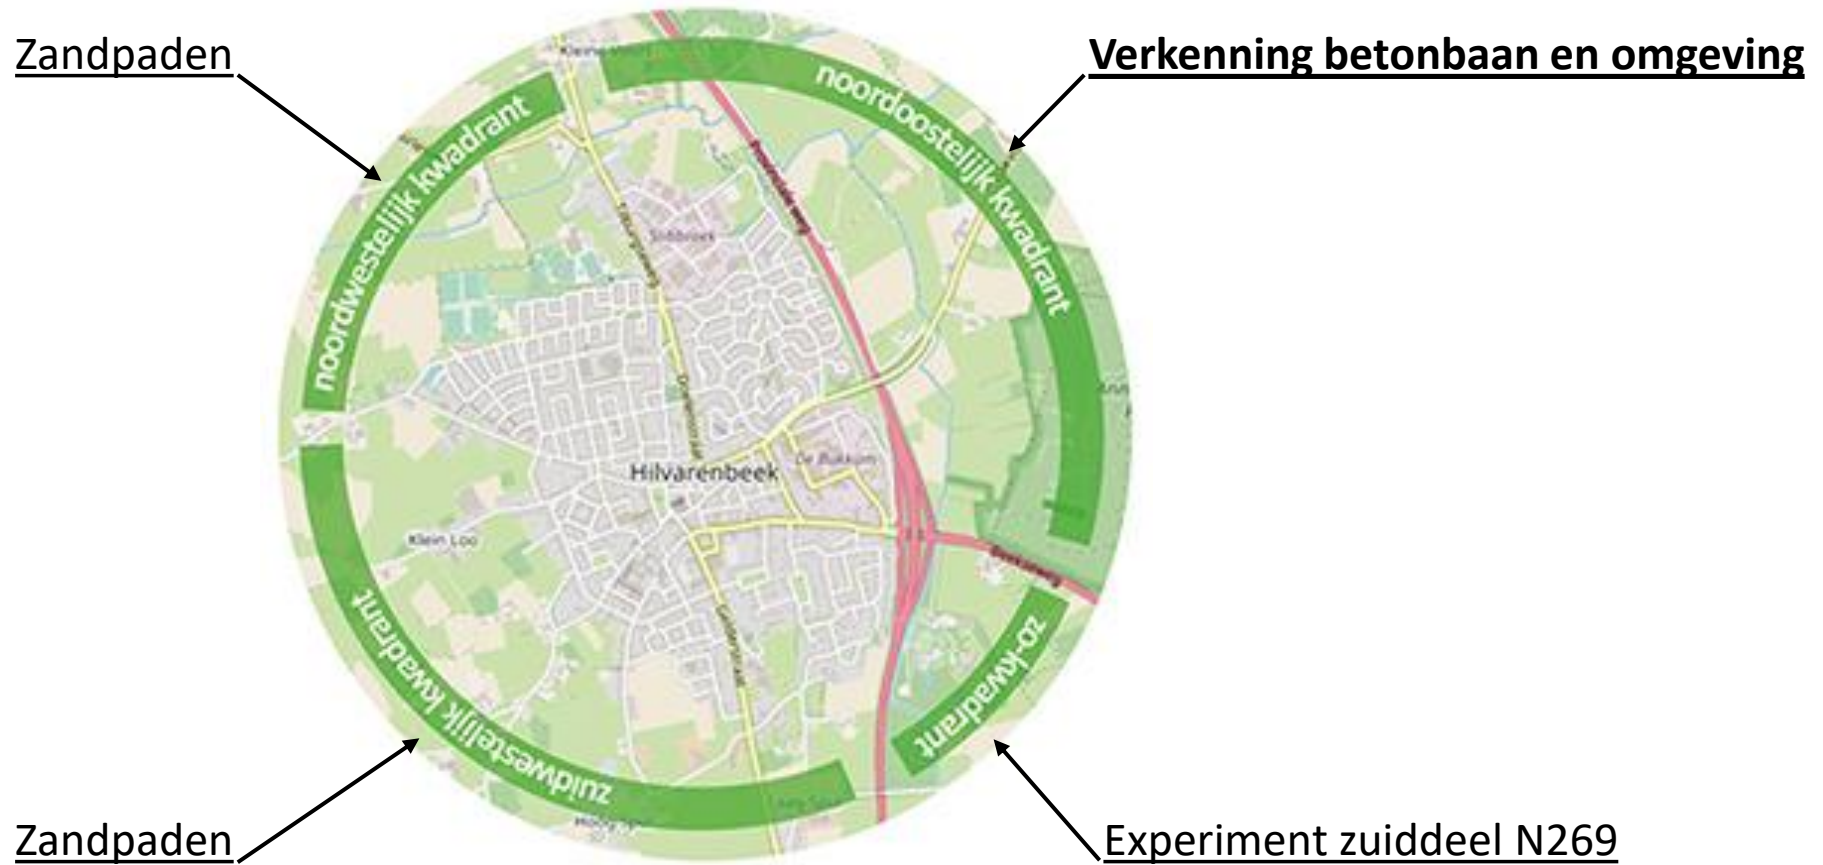 Zandpaden
Verkenning betonbaan en omgeving
noordwestelijk kwadrant
noordoostelijk kwadrant
Slibbroek
Hilvarenbeek
Klein Loo
zuidwestelijk kwadrant
zo-kwadrant
Zandpaden
Experiment zuiddeel N269